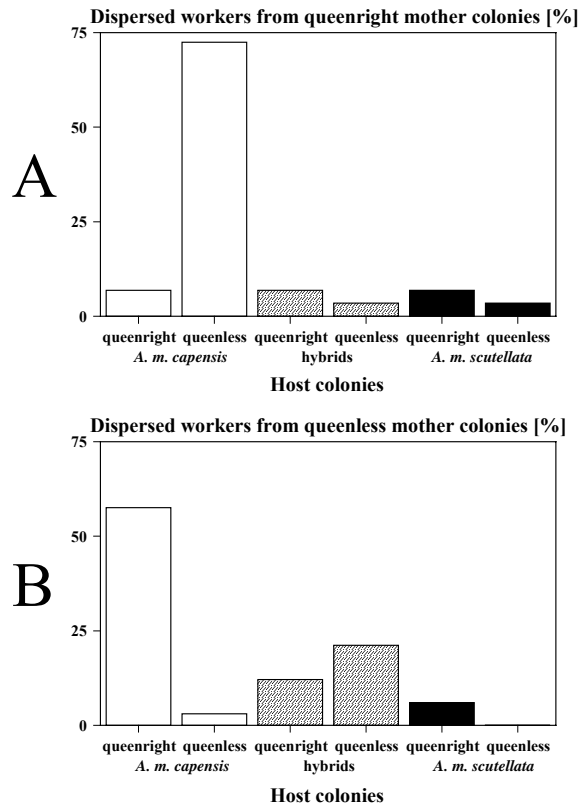 Dispersed workers from queenright mother colonies [%]
75
50
25
0
A
queenright queenless queenright queenless queenright queenless
A. m. capensis hybrids A. m. scutellata
Host colonies
Dispersed workers from queenless mother colonies [%]
75
50
25
0
B
queenright queenless queenright queenless queenright queenless
A. m. capensis hybrids A. m. scutellata
Host colonies